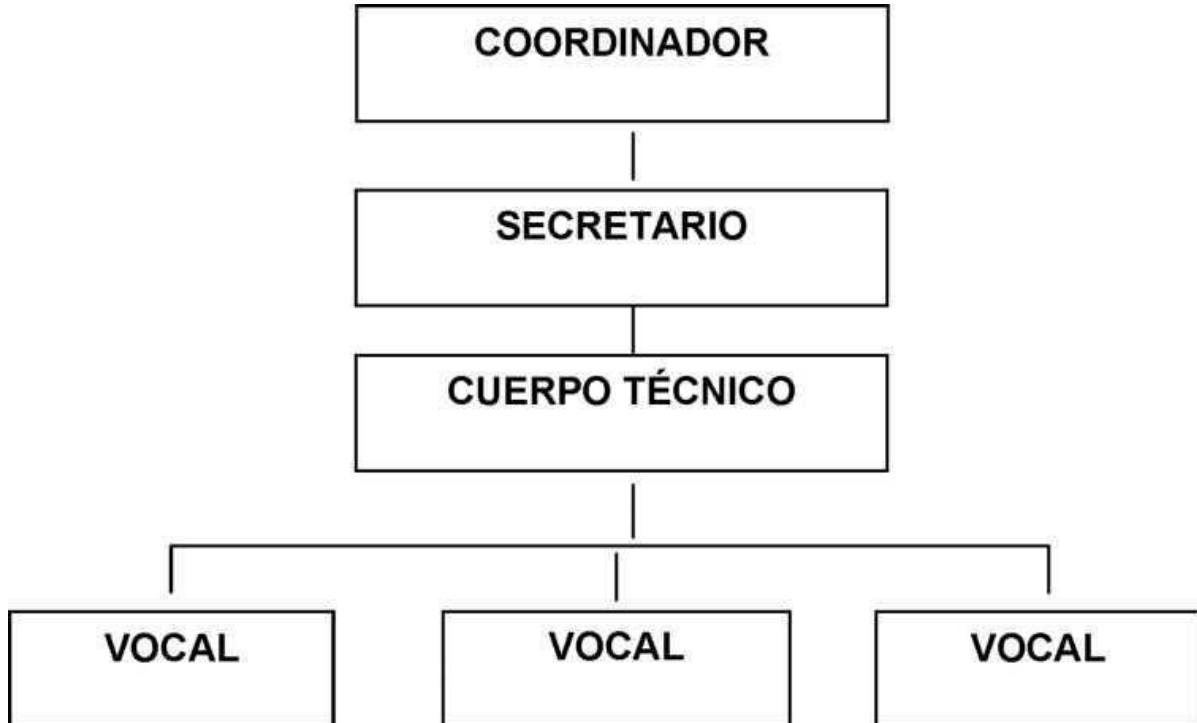 COORDINADOR
SECRETARIO
CUERPO TÉCNICO
VOCAL
VOCAL
VOCAL